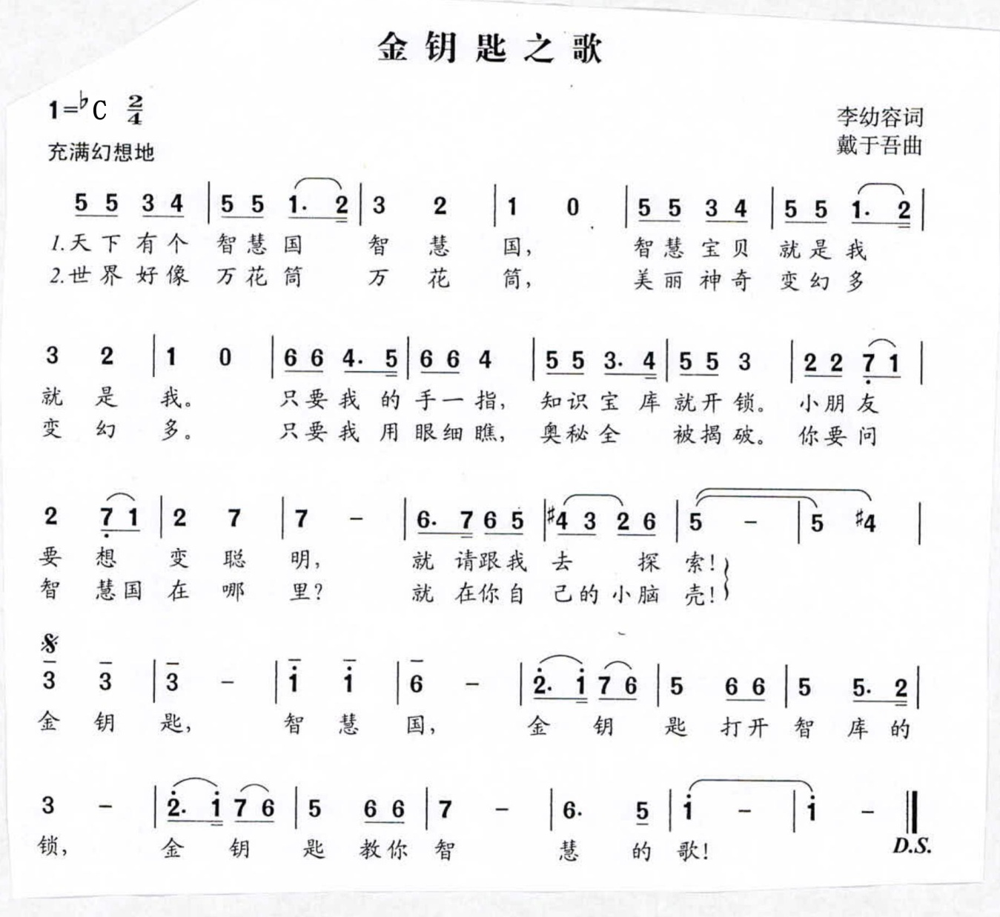 金钥匙之歌
1=♭C 2/4
李幼容词
充满幻想地
戴于吾曲
5 5 3 4 | 5 5 1. 2 | 3 2 | 1 0 | 5 5 3 4 | 5 5 1. 2 |
1.天下有个 智慧国 智慧国, 智慧宝贝 就是我
2.世界好像 万花筒 万花筒, 美丽神奇 变幻多
3 2 | 1 0 | 6 6 4. 5 | 6 6 4 | 5 5 3. 4 | 5 5 3 | 2 2 7̣ 1 |
就是我。 只要我的手一指, 知识宝库就开锁。 小朋友
变幻多。 只要我用眼细瞧, 奥秘全被揭破。 你要问
2 7̣ 1 | 2 7 | 7 – | 6. 7 6 5 | #4 3 2 6 | 5 – | 5 #4 |
要想变聪明, 就请跟我去探索!
智慧国在哪里? 就在你自己的小脑壳!
𝄋
3 3 | 3 – | i i | 6 – | 2̇. i 7 6 | 5 6 6 | 5 5. 2 |
金钥匙, 智慧国, 金钥匙打开智库的
3 – | 2̇. i 7 6 | 5 6 6 | 7 – | 6. 5 | i – | i – ‖
锁, 金钥匙教你智慧的歌!
D.S.